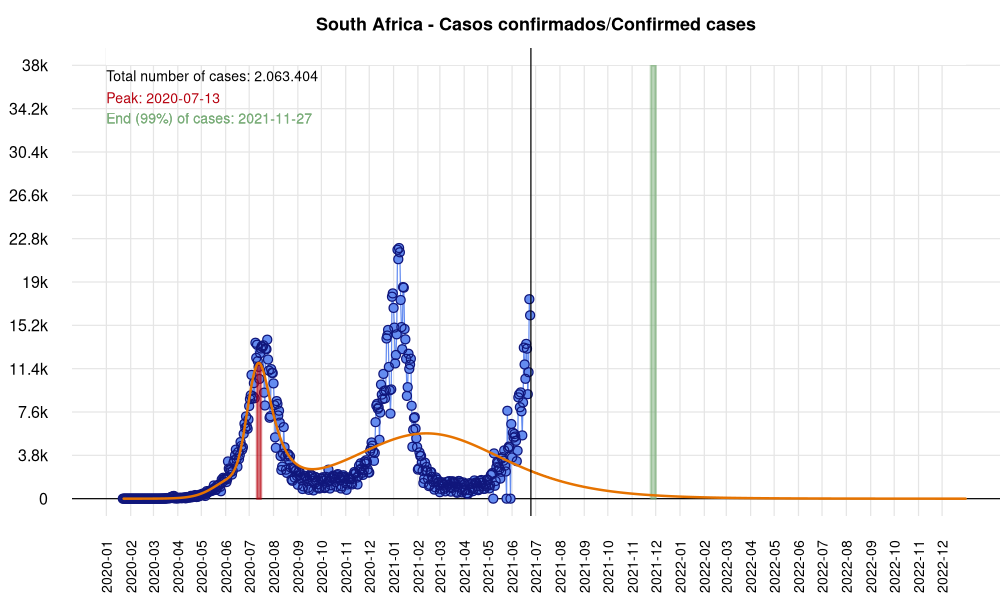 South Africa - Casos confirmados/Confirmed cases
38k
Total number of cases: 2.063.404
Peak: 2020-07-13
End (99%) of cases: 2021-11-27
34.2k
30.4k
26.6k
22.8k
19k
15.2k
11.4k
7.6k
3.8k
0
2020-01
2020-02
2020-03
2020-04
2020-05
2020-06
2020-07
2020-08
2020-09
2020-10
2020-11
2020-12
2021-01
2021-02
2021-03
2021-04
2021-05
2021-06
2021-07
2021-08
2021-09
2021-10
2021-11
2021-12
2022-01
2022-02
2022-03
2022-04
2022-05
2022-06
2022-07
2022-08
2022-09
2022-10
2022-11
2022-12